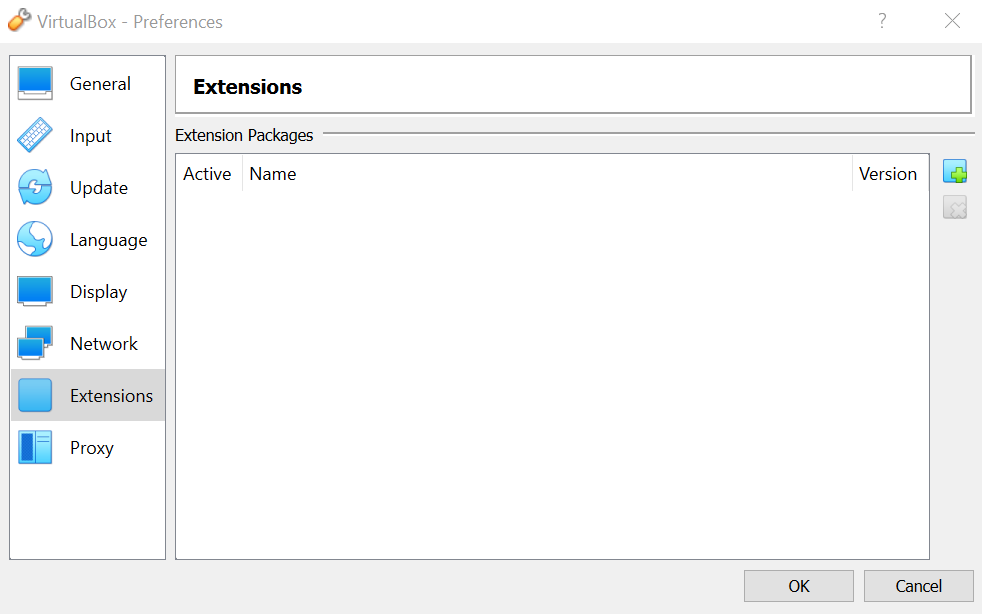 VirtualBox - Preferences
?
General
Input
Update
Language
Display
Network
Extensions
Proxy
Extensions
Extension Packages
Active Name Version
OK Cancel